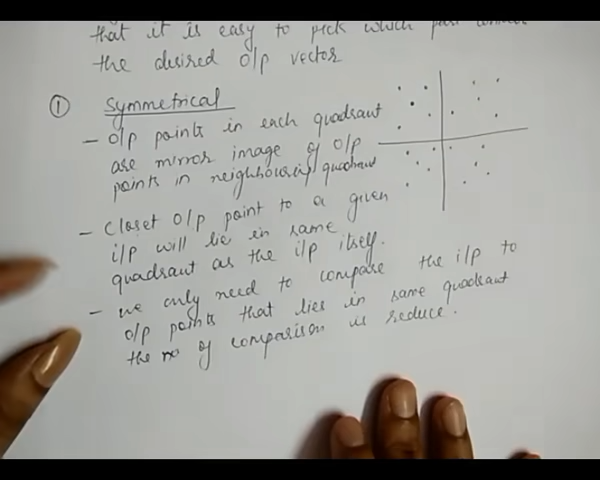 that it is easy to pick which part
the desired o/p vector
① Symmetrical
- O/p points in each quadrant
are mirror image of o/p
points in neighbouring quadrant
- Closet o/p point to a given
i/p will lie in same
quadrant as the i/p itself.
- we only need to compare the i/p to
o/p points that lies in same quadrant
the no of comparison is reduce.